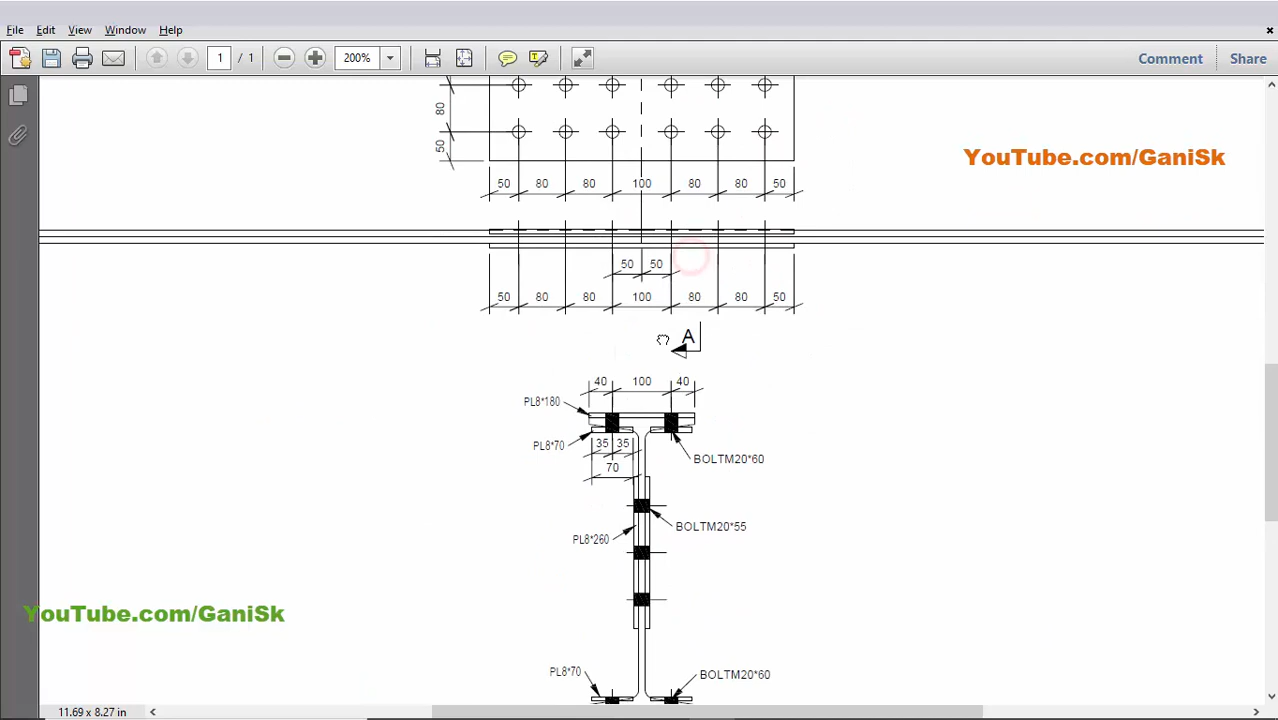 File Edit View Window Help
1 / 1 200% Comment Share
80
50
YouTube.com/GaniSk
50 80 80 100 80 80 50
50 50
50 80 80 100 80 80 50
A
40 100 40
PL8*180
PL8*70
35 35
BOLTM20*60
70
BOLTM20*55
PL8*260
YouTube.com/GaniSk
PL8*70
BOLTM20*60
11.69 x 8.27 in